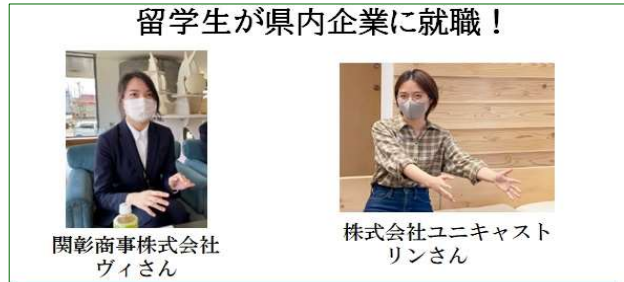 留学生が県内企業に就職！
関彰商事株式会社
ヴィさん
株式会社ユニキャスト
リンさん